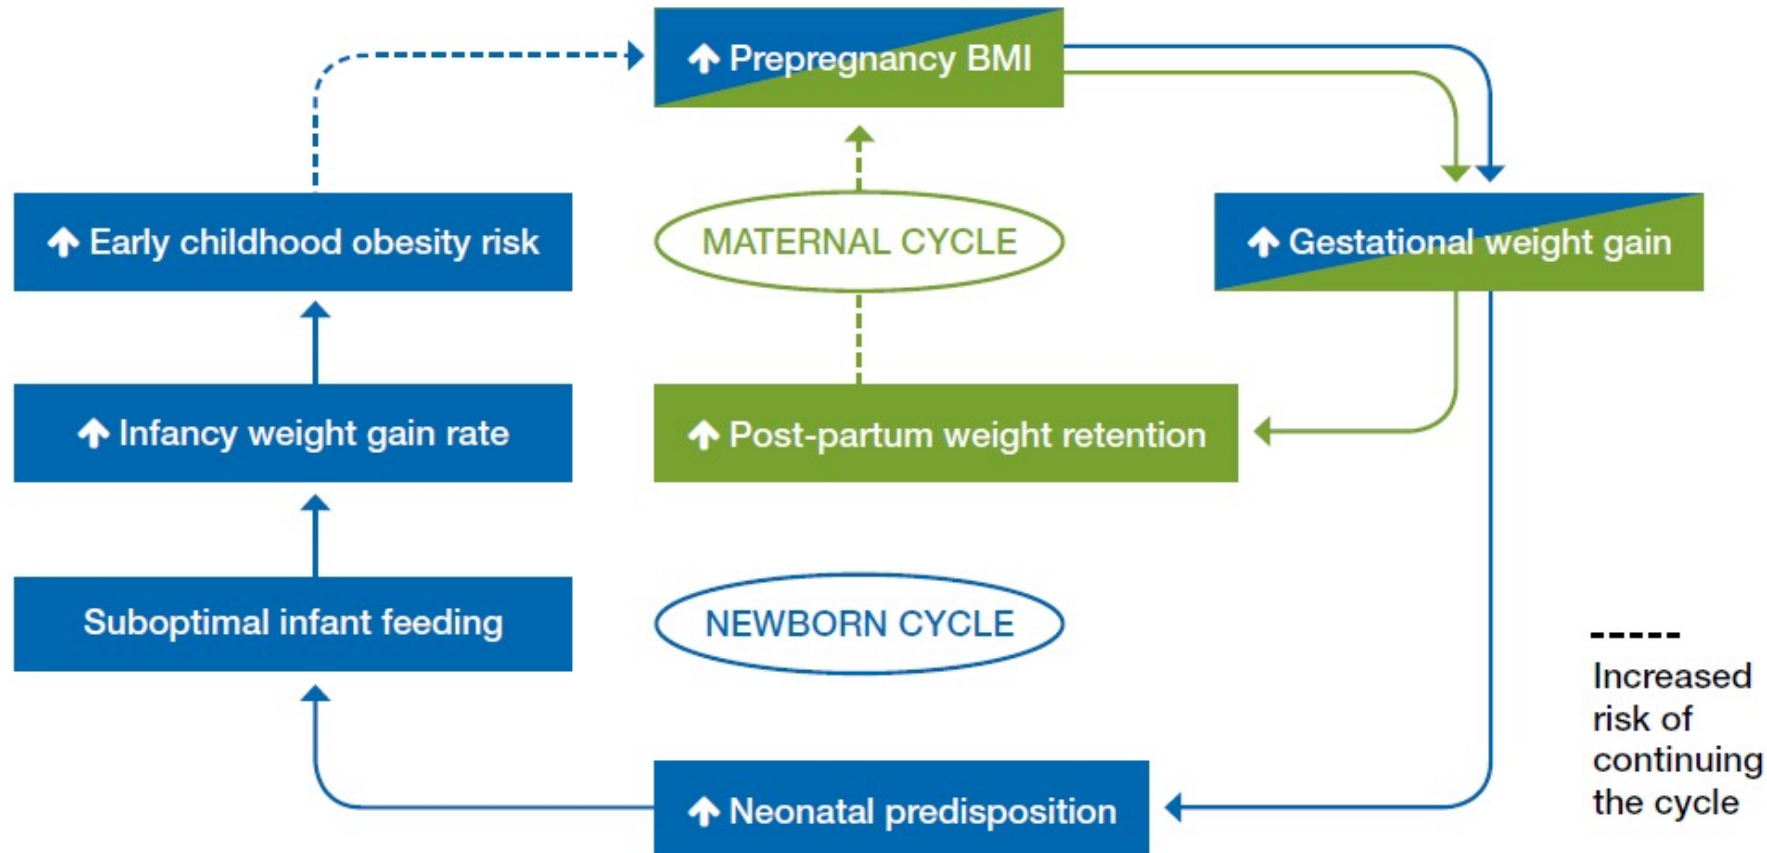 ↑ Prepregnancy BMI
↑ Early childhood obesity risk
MATERNAL CYCLE
↑ Gestational weight gain
↑ Infancy weight gain rate
↑ Post-partum weight retention
Suboptimal infant feeding
NEWBORN CYCLE
Increased
risk of
continuing
the cycle
↑ Neonatal predisposition